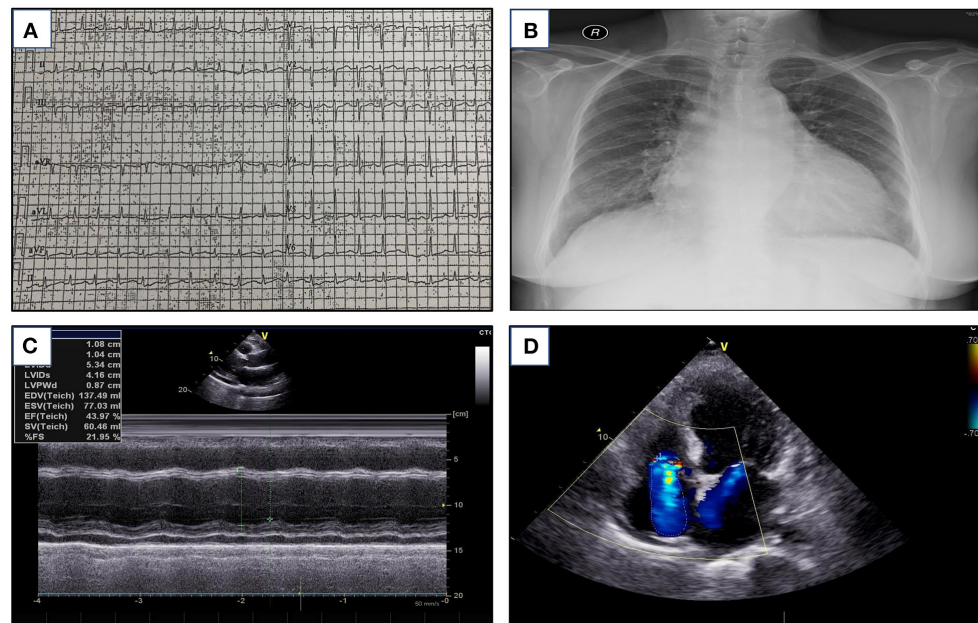 A
V2
III
V3
aVR
V4
aVL
V5
aVF
V6
II
B
R
C
V
10
20
1.08 cm
1.04 cm
5.34 cm
LVIDs 4.16 cm
LVPWd 0.87 cm
EDV(Teich) 137.49 ml
ESV(Teich) 77.03 ml
EF(Teich) 43.97 %
SV(Teich) 60.46 ml
%FS 21.95 %
[cm]
5
10
15
20
-4 -3 -2 -1 -0
50 mm/s
D
V
10
.70
-.70